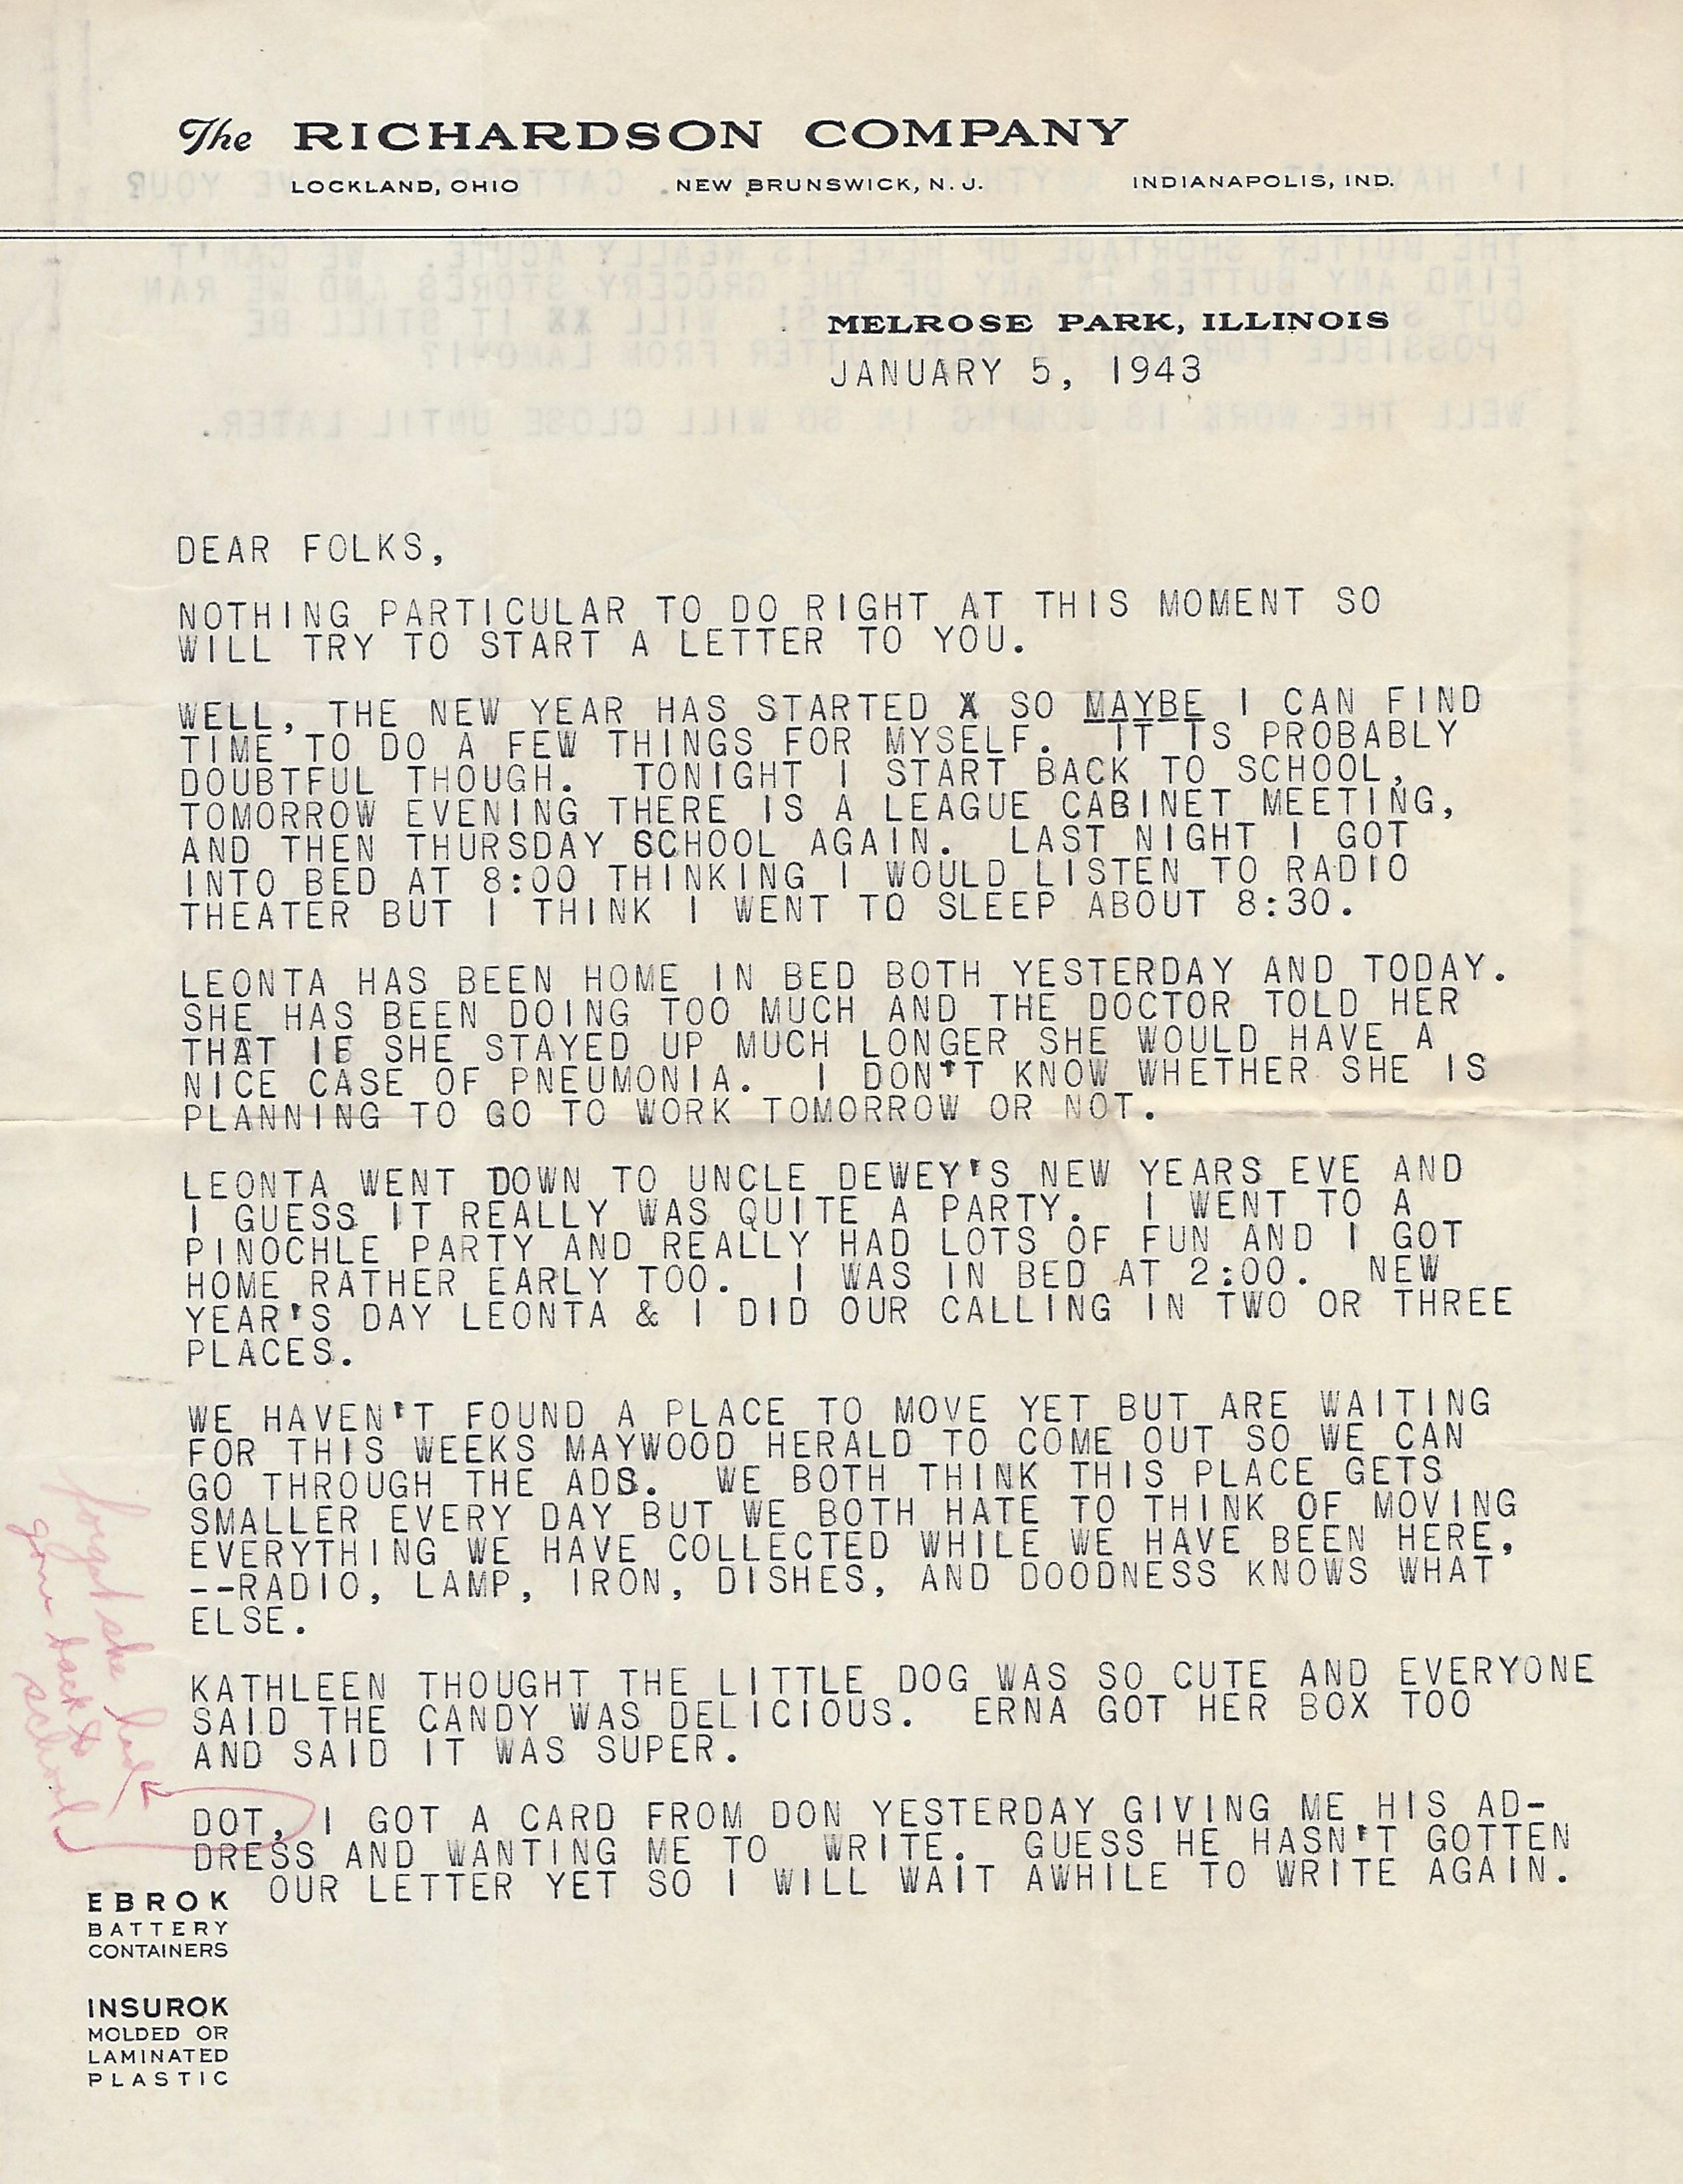 The RICHARDSON COMPANY
LOCKLAND, OHIO NEW BRUNSWICK, N. J. INDIANAPOLIS, IND.
MELROSE PARK, ILLINOIS
JANUARY 5, 1943
DEAR FOLKS,
NOTHING PARTICULAR TO DO RIGHT AT THIS MOMENT SO
WILL TRY TO START A LETTER TO YOU.
WELL, THE NEW YEAR HAS STARTED X SO MAYBE I CAN FIND
TIME TO DO A FEW THINGS FOR MYSELF. IT IS PROBABLY
DOUBTFUL THOUGH. TONIGHT I START BACK TO SCHOOL,
TOMORROW EVENING THERE IS A LEAGUE CABINET MEETING,
AND THEN THURSDAY SCHOOL AGAIN. LAST NIGHT I GOT
INTO BED AT 8:00 THINKING I WOULD LISTEN TO RADIO
THEATER BUT I THINK I WENT TO SLEEP ABOUT 8:30.
LEONTA HAS BEEN HOME IN BED BOTH YESTERDAY AND TODAY.
SHE HAS BEEN DOING TOO MUCH AND THE DOCTOR TOLD HER
THAT IF SHE STAYED UP MUCH LONGER SHE WOULD HAVE A
NICE CASE OF PNEUMONIA. I DON'T KNOW WHETHER SHE IS
PLANNING TO GO TO WORK TOMORROW OR NOT.
LEONTA WENT DOWN TO UNCLE DEWEY'S NEW YEARS EVE AND
I GUESS IT REALLY WAS QUITE A PARTY. I WENT TO A
PINOCHLE PARTY AND REALLY HAD LOTS OF FUN AND I GOT
HOME RATHER EARLY TOO. I WAS IN BED AT 2:00. NEW
YEAR'S DAY LEONTA & I DID OUR CALLING IN TWO OR THREE
PLACES.
WE HAVEN'T FOUND A PLACE TO MOVE YET BUT ARE WAITING
FOR THIS WEEKS MAYWOOD HERALD TO COME OUT SO WE CAN
GO THROUGH THE ADS. WE BOTH THINK THIS PLACE GETS
SMALLER EVERY DAY BUT WE BOTH HATE TO THINK OF MOVING
EVERYTHING WE HAVE COLLECTED WHILE WE HAVE BEEN HERE,
--RADIO, LAMP, IRON, DISHES, AND DOODNESS KNOWS WHAT
ELSE.
KATHLEEN THOUGHT THE LITTLE DOG WAS SO CUTE AND EVERYONE
SAID THE CANDY WAS DELICIOUS. ERNA GOT HER BOX TOO
AND SAID IT WAS SUPER.
forgot she had
gone back to
school
DOT, I GOT A CARD FROM DON YESTERDAY GIVING ME HIS AD-
DRESS AND WANTING ME TO WRITE. GUESS HE HASN'T GOTTEN
OUR LETTER YET SO I WILL WAIT AWHILE TO WRITE AGAIN.
EBROK
BATTERY
CONTAINERS
INSUROK
MOLDED OR
LAMINATED
PLASTIC